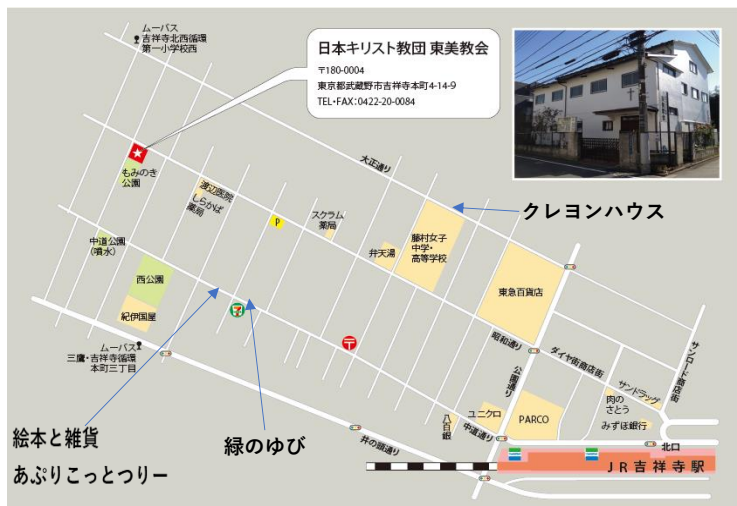 ムーバス
吉祥寺北西循環
第一小学校西
日本キリスト教団 東美教会
〒180-0004
東京都武蔵野市吉祥寺本町4-14-9
TEL・FAX:0422-20-0084
大正通り
もみのき
公園
渡辺医院
しらかば
薬局
P
スクラム
薬局
クレヨンハウス
弁天湯
藤村女子
中学・
高等学校
東急百貨店
中道公園
(噴水)
西公園
紀伊国屋
7
〒
昭和通り
ダイヤ街商店街
サンロード商店街
ムーバス
三鷹・吉祥寺循環
本町三丁目
公園通り
サンドラッグ
肉の
さとう
みずほ銀行
ユニクロ
PARCO
八百銀
中道通り
井の頭通り
北口
JR吉祥寺駅
絵本と雑貨
あぷりこっとつりー
緑のゆび